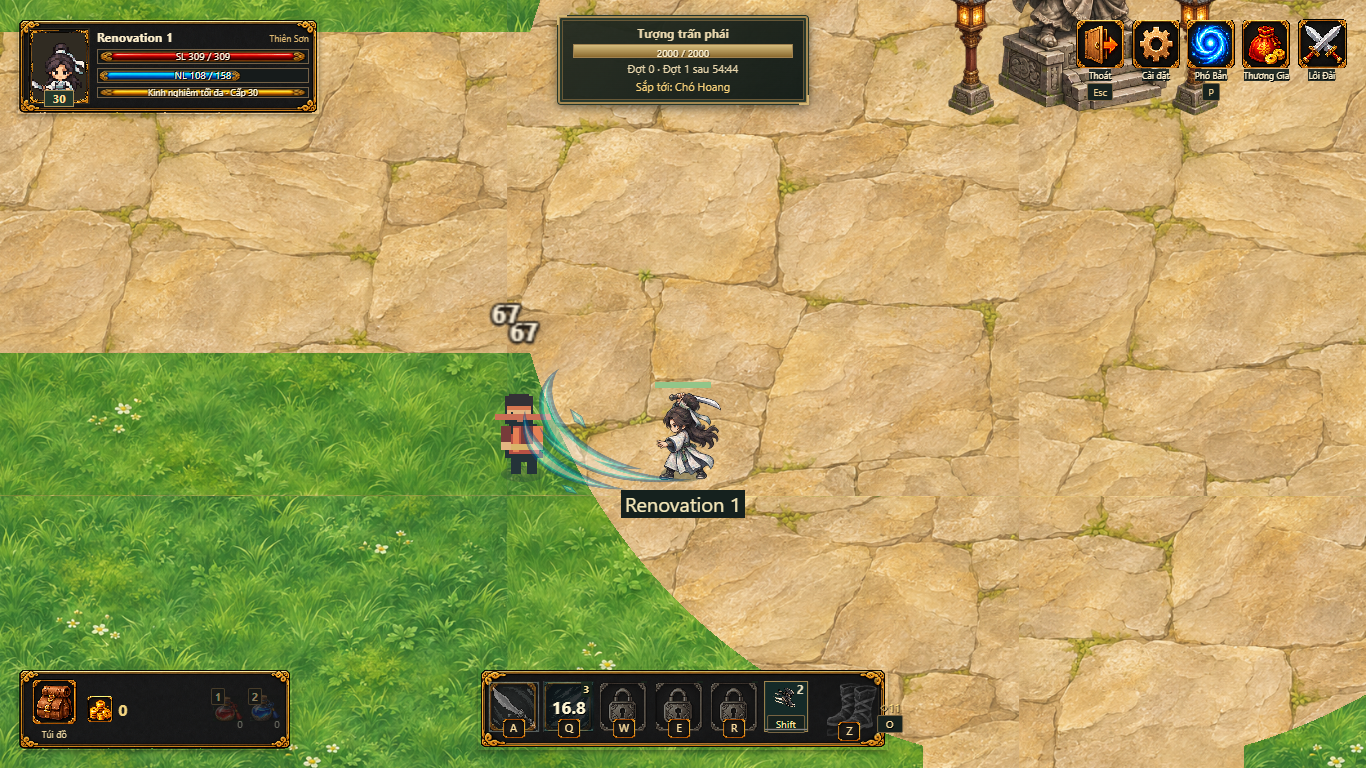 Renovation 1
Thiên Sơn
SL 309 / 309
NL 108 / 158
Kinh nghiệm tối đa - Cấp 30
30
Tượng trấn phái
2000 / 2000
Đợt 0 · Đợt 1 sau 54:44
Sắp tới: Chó Hoang
Thoát
Cài đặt
Phó Bản
Thương Gia
Lôi Đài
Esc
P
67
67
Renovation 1
Túi đồ
0
1
0
2
0
A
3
16.8
Q
W
E
R
2
Shift
Z
O